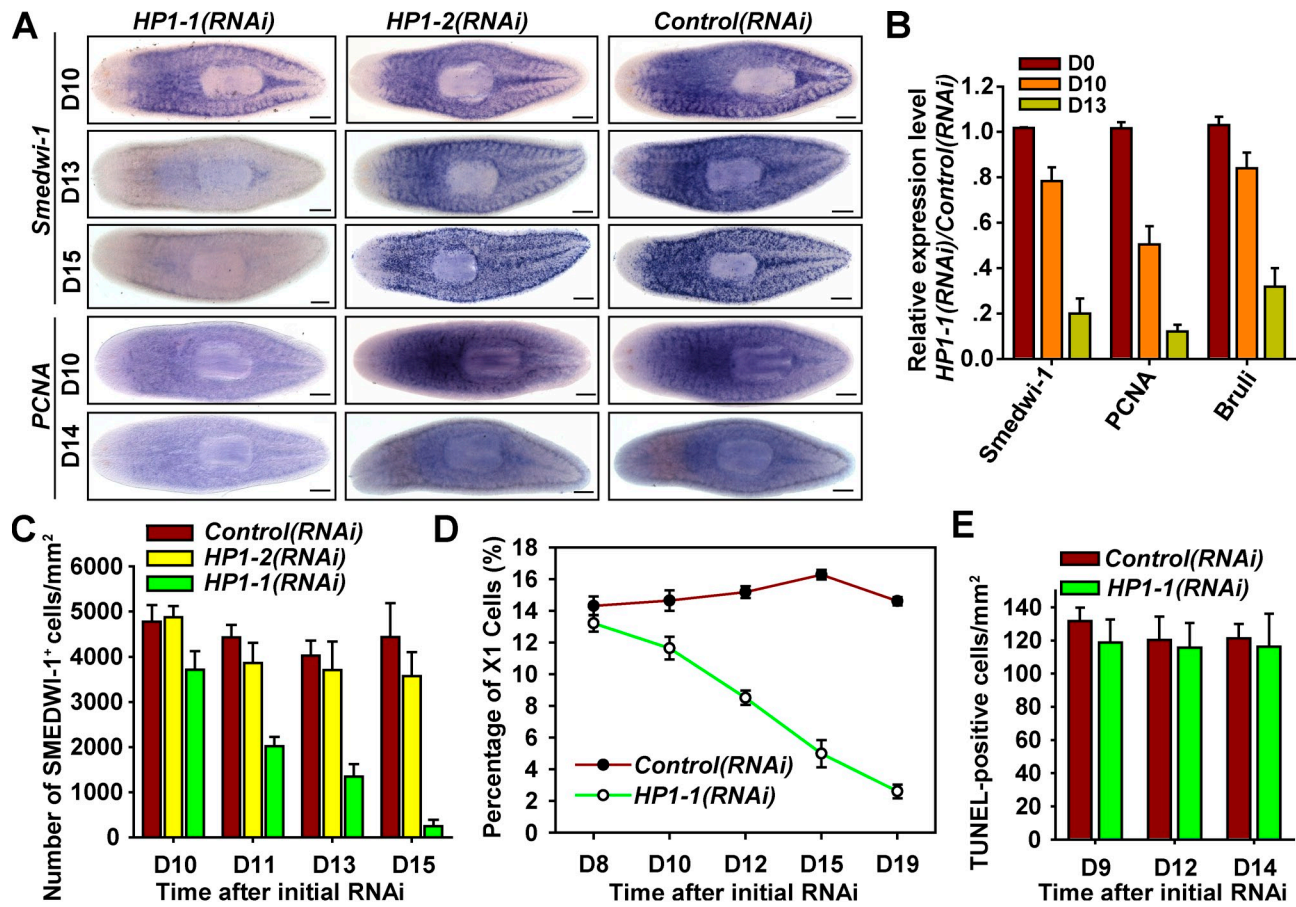 A
HP1-1(RNAi)
HP1-2(RNAi)
Control(RNAi)
Smedwi-1
D10
D13
D15
PCNA
D10
D14
B
D0
D10
D13
Relative expression level
HP1-1(RNAi)/Control(RNAi)
1.2
1.0
.8
.6
.4
.2
0.0
Smedwi-1
PCNA
Bruli
C
Control(RNAi)
HP1-2(RNAi)
HP1-1(RNAi)
Number of SMEDWI-1⁺ cells/mm²
6000
5000
4000
3000
2000
1000
0
D10 D11 D13 D15
Time after initial RNAi
D
Percentage of X1 Cells (%)
18
16
14
12
10
8
6
4
2
0
Control(RNAi)
HP1-1(RNAi)
D8 D10 D12 D15 D19
Time after initial RNAi
E
Control(RNAi)
HP1-1(RNAi)
TUNEL-positive cells/mm²
140
120
100
80
60
40
20
0
D9 D12 D14
Time after initial RNAi